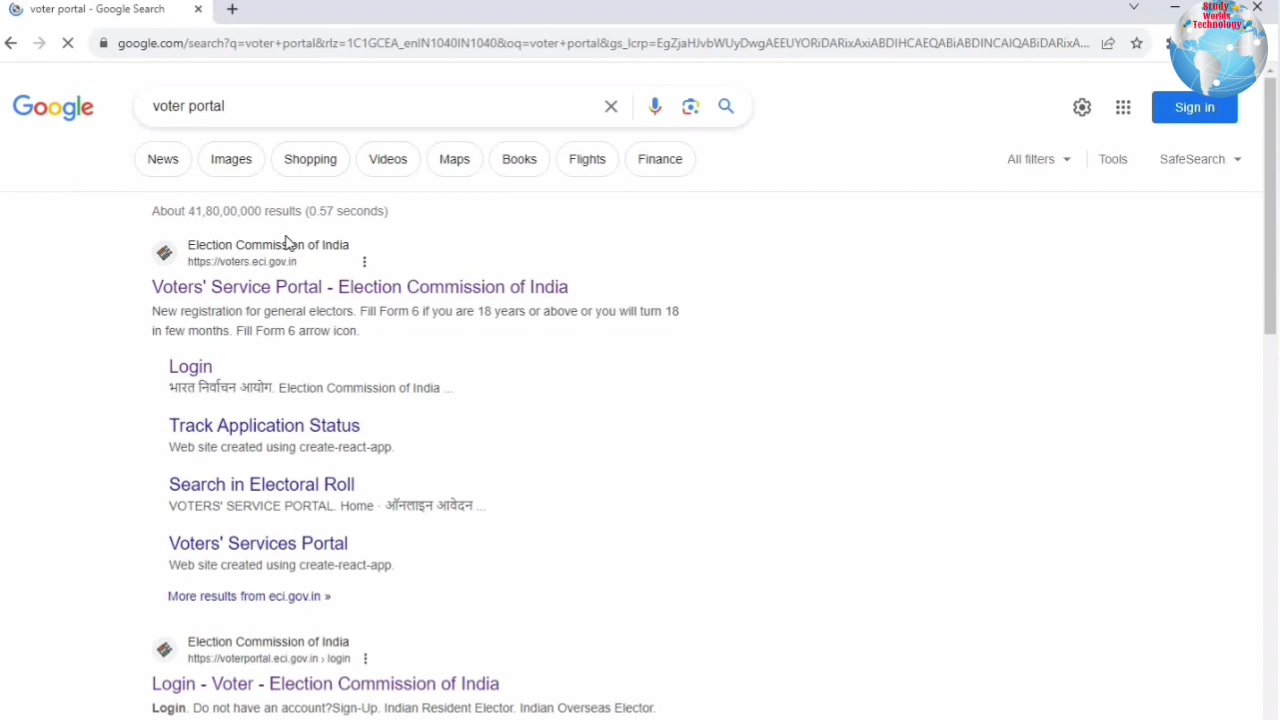 voter portal - Google Search
google.com/search?q=voter+portal&rlz=1C1GCEA_enIN1040IN1040&oq=voter+portal&gs_lcrp=EgZjaHJvbWUyDwgAEEUYORiDARixAxiABDIHCAEQABiABDINCAIQABiDARix...
Study
Worlds
Technology
Google
voter portal
Sign in
News
Images
Shopping
Videos
Maps
Books
Flights
Finance
All filters
Tools
SafeSearch
About 41,80,00,000 results (0.57 seconds)
Election Commission of India
https://voters.eci.gov.in
Voters' Service Portal - Election Commission of India
New registration for general electors. Fill Form 6 if you are 18 years or above or you will turn 18
in few months. Fill Form 6 arrow icon.
Login
भारत निर्वाचन आयोग. Election Commission of India ...
Track Application Status
Web site created using create-react-app.
Search in Electoral Roll
VOTERS' SERVICE PORTAL. Home · ऑनलाइन आवेदन ...
Voters' Services Portal
Web site created using create-react-app.
More results from eci.gov.in »
Election Commission of India
https://voterportal.eci.gov.in › login
Login - Voter - Election Commission of India
Login. Do not have an account?Sign-Up. Indian Resident Elector. Indian Overseas Elector.